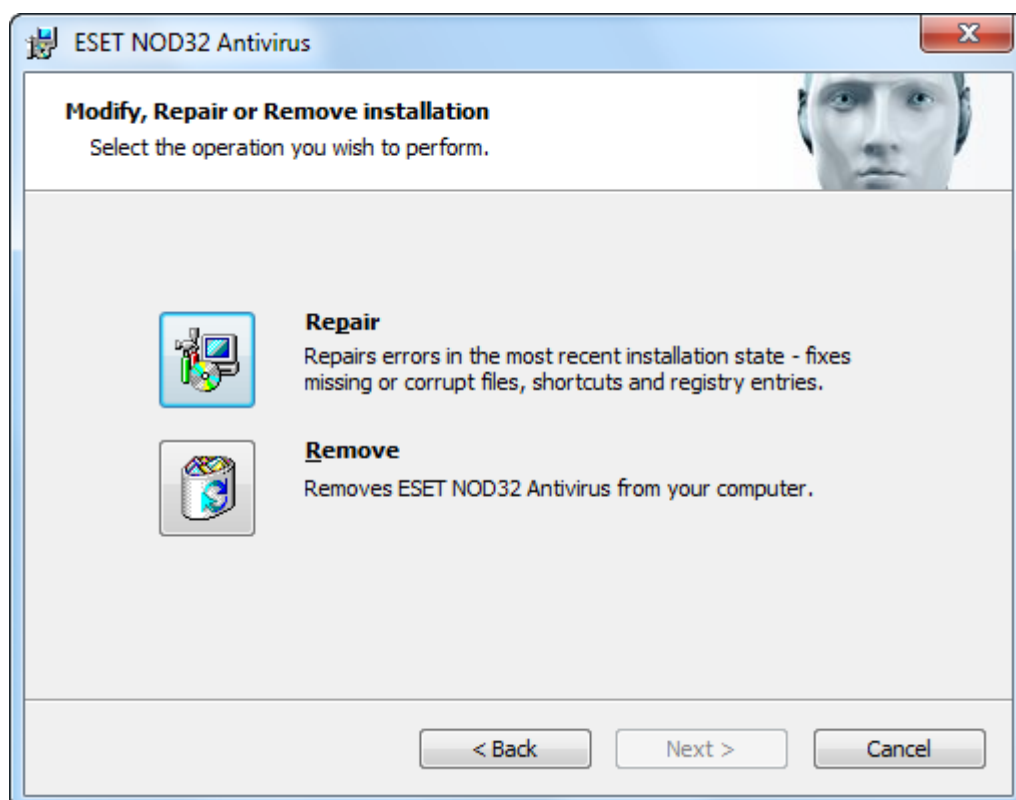 ESET NOD32 Antivirus
Modify, Repair or Remove installation
Select the operation you wish to perform.
Repair
Repairs errors in the most recent installation state - fixes
missing or corrupt files, shortcuts and registry entries.
Remove
Removes ESET NOD32 Antivirus from your computer.
< Back
Next >
Cancel